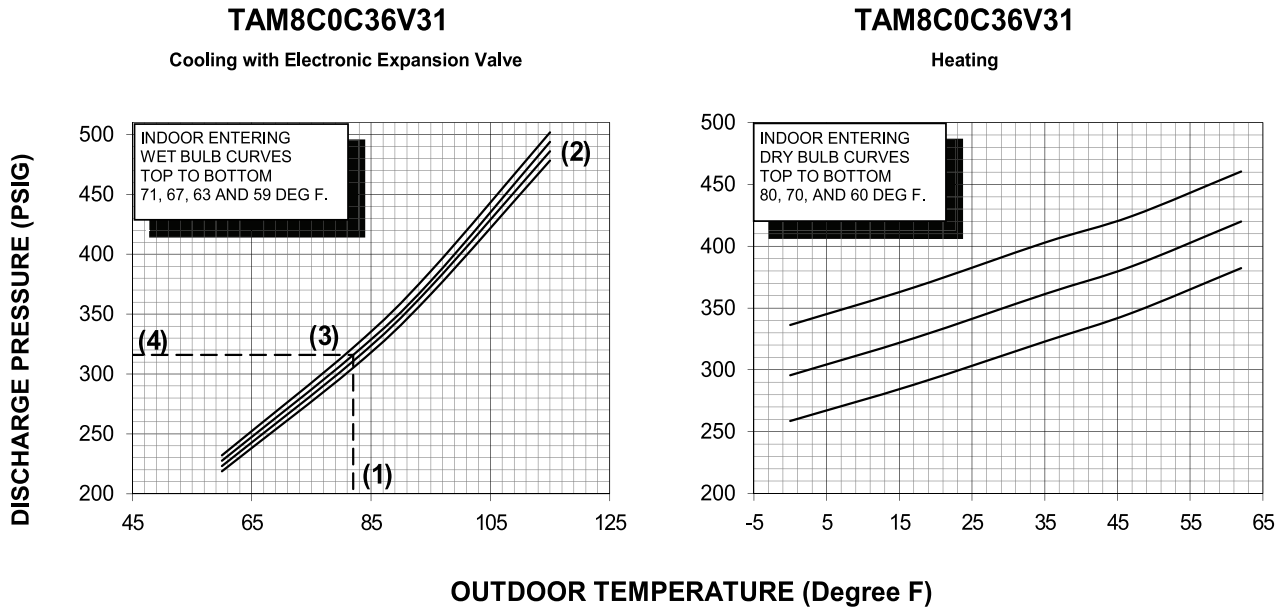 TAM8C0C36V31
Cooling with Electronic Expansion Valve
DISCHARGE PRESSURE (PSIG)
500
450
400
350
300
250
200
INDOOR ENTERING
WET BULB CURVES
TOP TO BOTTOM
71, 67, 63 AND 59 DEG F.
(2)
(3)
(4)
(1)
45 65 85 105 125
TAM8C0C36V31
Heating
500
450
400
350
300
250
200
INDOOR ENTERING
DRY BULB CURVES
TOP TO BOTTOM
80, 70, AND 60 DEG F.
-5 5 15 25 35 45 55 65
OUTDOOR TEMPERATURE (Degree F)